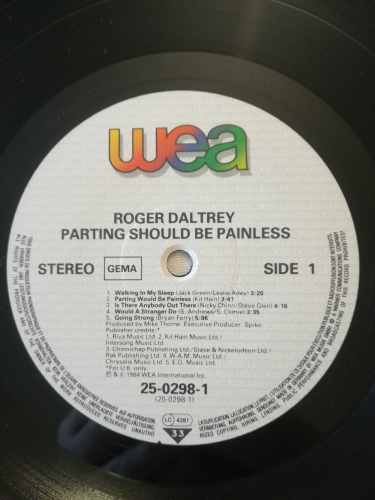 wea
ROGER DALTREY
PARTING SHOULD BE PAINLESS
STEREO GEMA SIDE 1
1. Walking In My Sleep (Jack Green/Leslie Adey) 3:20
2. Parting Would Be Painless (Kit Hain) 3:41
3. Is There Anybody Out There (Nicky Chinn/Steve Glen) 4:16
4. Would A Stranger Do (S. Andrews/S. Climie) 3:
5. Going Strong (Bryan Ferry) 5:06
Produced by Mike Thorne. Executive Producer: Spike.
Publisher credits*:
1. Riva Music Ltd. 2. Kit Hain Music Ltd./
Intersong Music Ltd.
3. Chinnichap Publishing Ltd./Steve & Nickelodeon Ltd./
Rak Publishing Ltd. 4. W.A.M. Music Ltd./
Chrysalis Music Ltd. 5. E.G. Music Ltd.
*For U.K. only
℗ & © 1984 WEA International Inc.
25-0298-1
(25-0298-1)
LC 4281
33